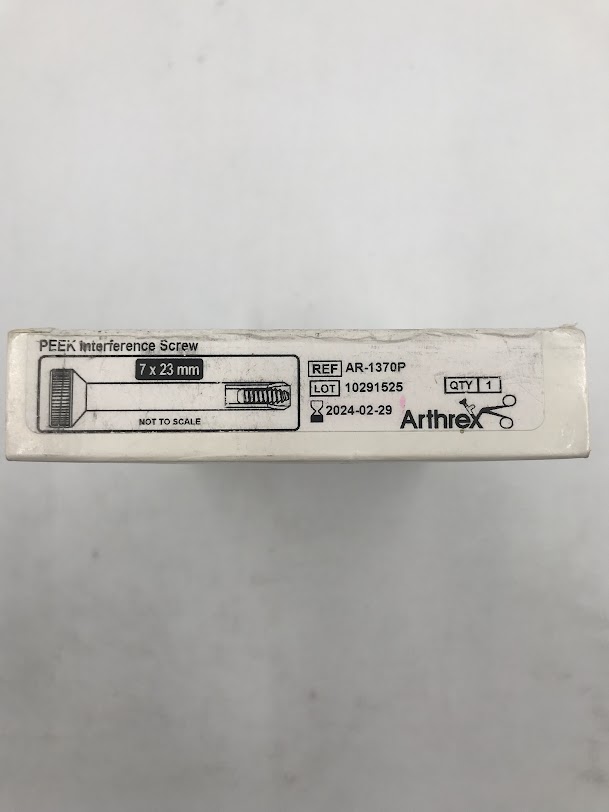 PEEK Interference Screw
7 x 23 mm
NOT TO SCALE
REF AR-1370P
LOT 10291525
QTY 1
2024-02-29
Arthrex